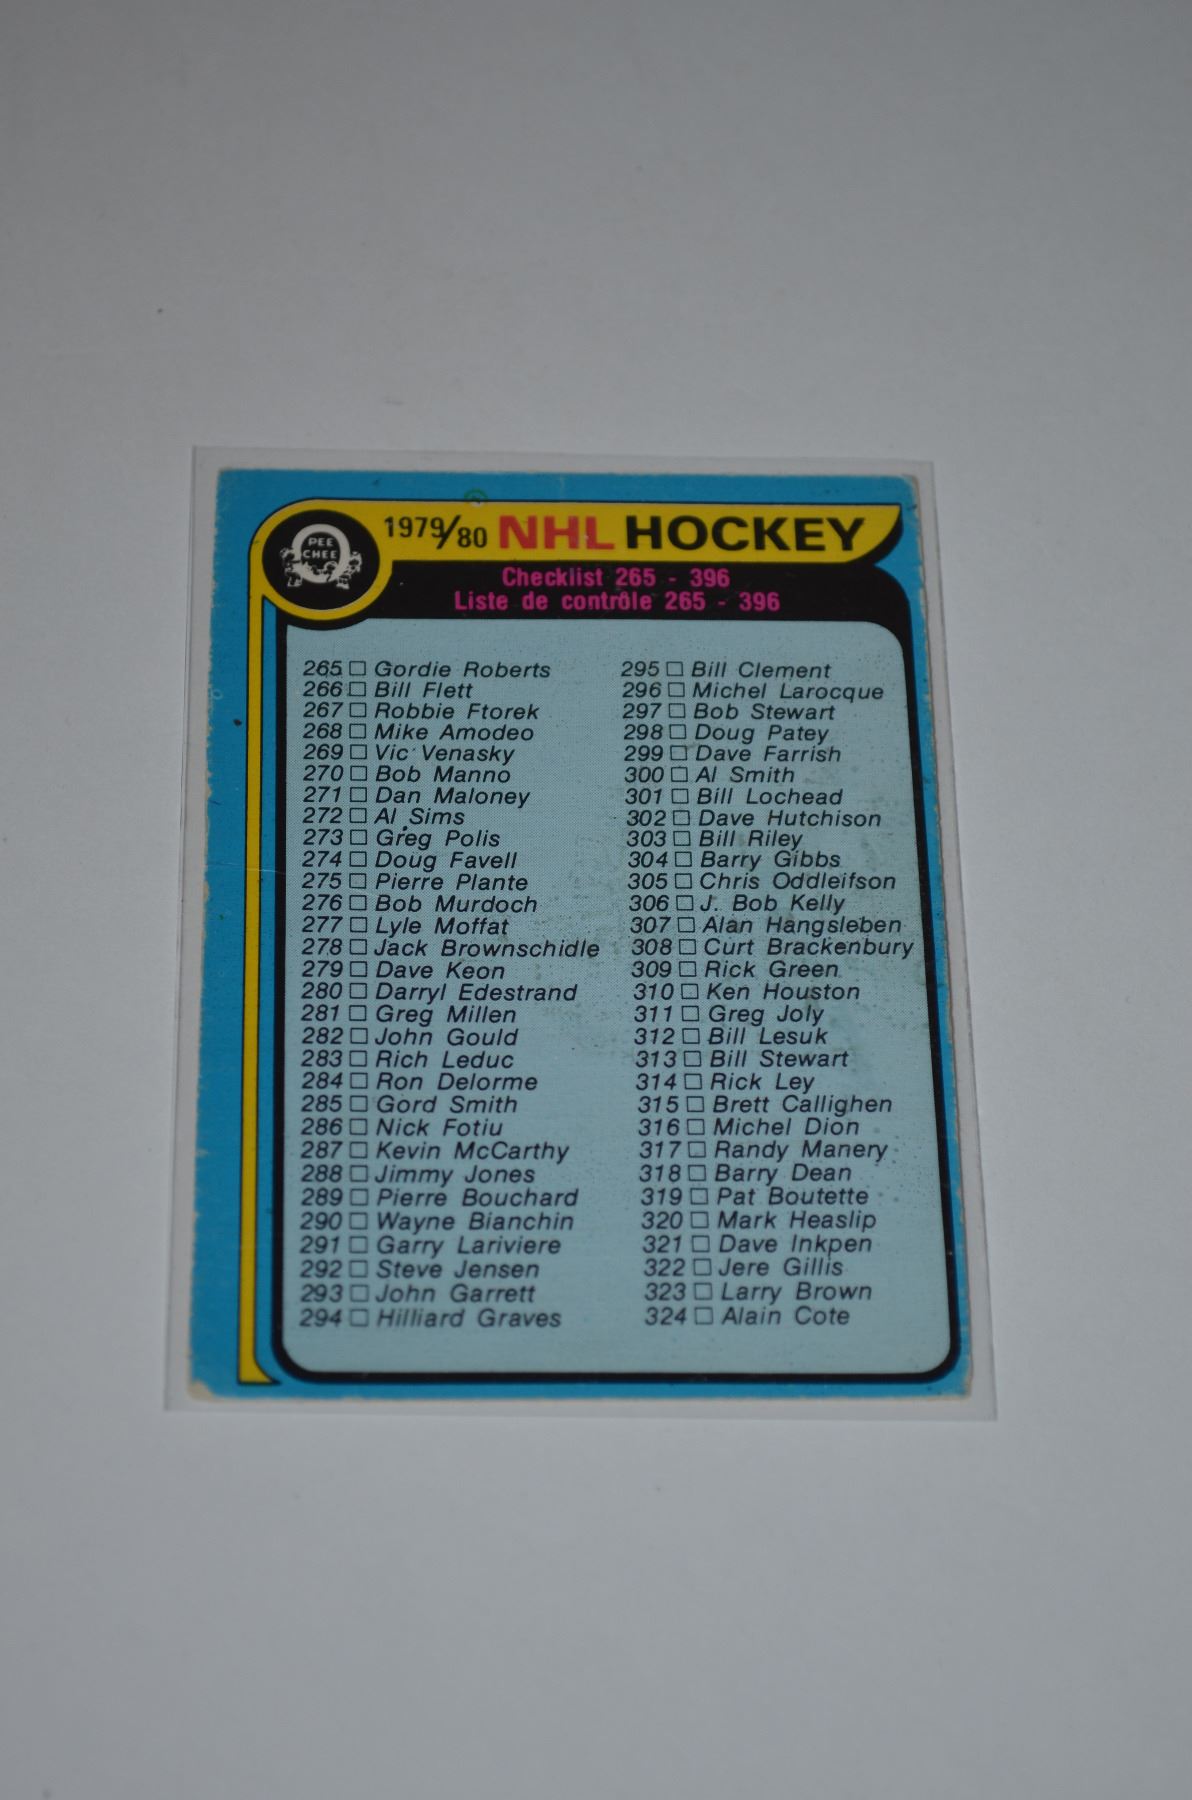 PEE
CHEE
1979/80 NHL HOCKEY
Checklist 265 - 396
Liste de contrôle 265 - 396
265 □ Gordie Roberts
266 □ Bill Flett
267 □ Robbie Ftorek
268 □ Mike Amodeo
269 □ Vic Venasky
270 □ Bob Manno
271 □ Dan Maloney
272 □ Al Sims
273 □ Greg Polis
274 □ Doug Favell
275 □ Pierre Plante
276 □ Bob Murdoch
277 □ Lyle Moffat
278 □ Jack Brownschidle
279 □ Dave Keon
280 □ Darryl Edestrand
281 □ Greg Millen
282 □ John Gould
283 □ Rich Leduc
284 □ Ron Delorme
285 □ Gord Smith
286 □ Nick Fotiu
287 □ Kevin McCarthy
288 □ Jimmy Jones
289 □ Pierre Bouchard
290 □ Wayne Bianchin
291 □ Garry Lariviere
292 □ Steve Jensen
293 □ John Garrett
294 □ Hilliard Graves
295 □ Bill Clement
296 □ Michel Larocque
297 □ Bob Stewart
298 □ Doug Patey
299 □ Dave Farrish
300 □ Al Smith
301 □ Bill Lochead
302 □ Dave Hutchison
303 □ Bill Riley
304 □ Barry Gibbs
305 □ Chris Oddleifson
306 □ J. Bob Kelly
307 □ Alan Hangsleben
308 □ Curt Brackenbury
309 □ Rick Green
310 □ Ken Houston
311 □ Greg Joly
312 □ Bill Lesuk
313 □ Bill Stewart
314 □ Rick Ley
315 □ Brett Callighen
316 □ Michel Dion
317 □ Randy Manery
318 □ Barry Dean
319 □ Pat Boutette
320 □ Mark Heaslip
321 □ Dave Inkpen
322 □ Jere Gillis
323 □ Larry Brown
324 □ Alain Cote